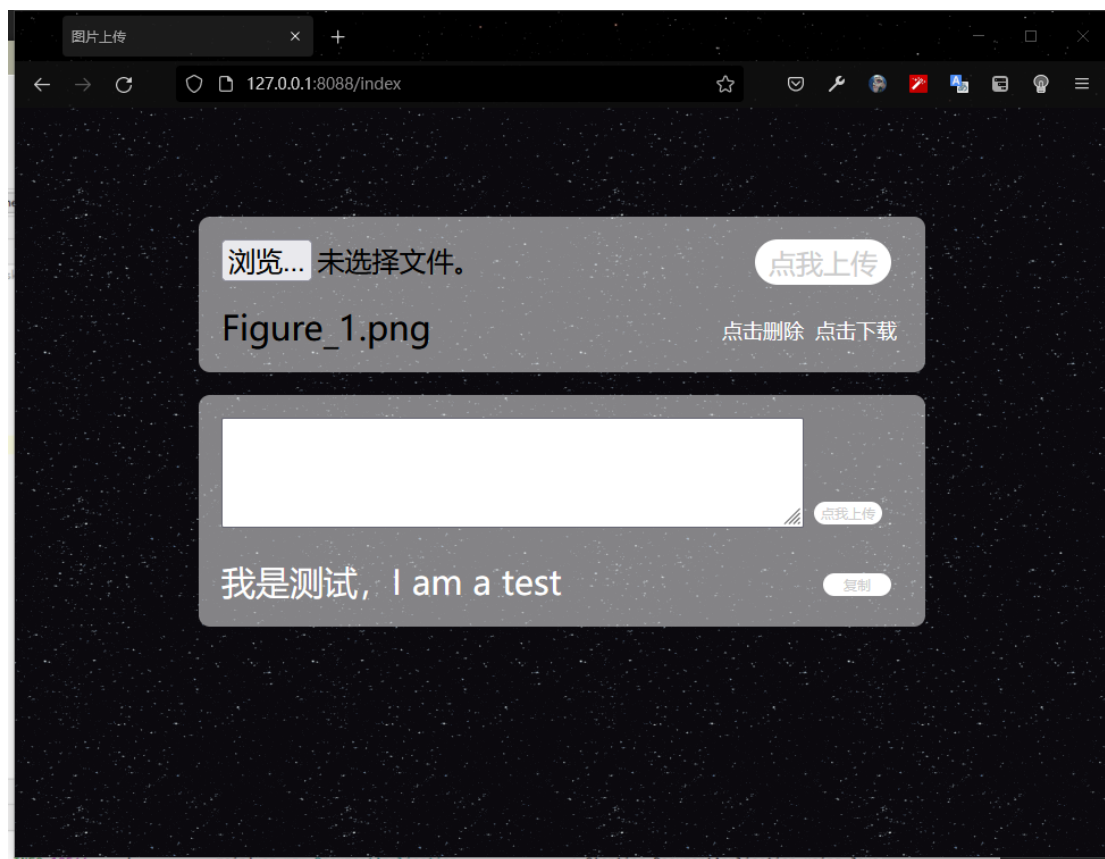 图片上传
127.0.0.1:8088/index
浏览... 未选择文件。 点我上传
Figure_1.png 点击删除 点击下载
点我上传
我是测试，I am a test 复制